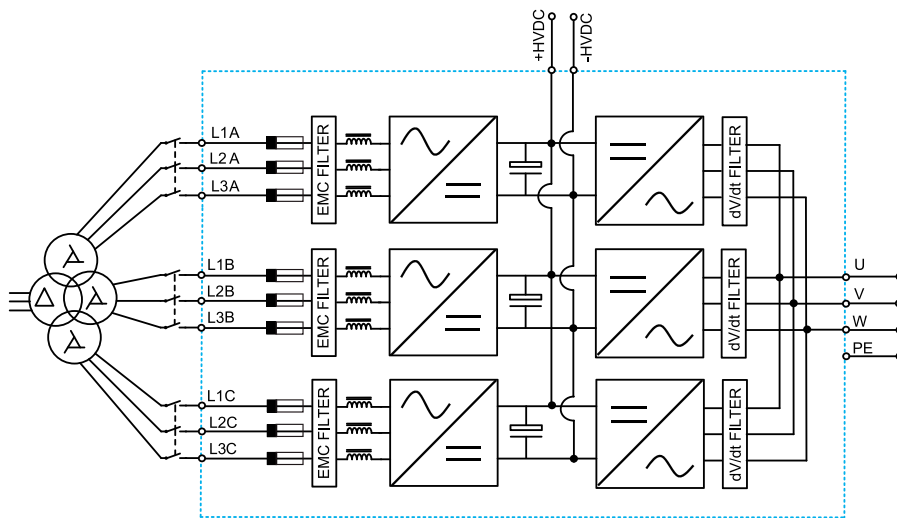 +HVDC
-HVDC
L1A
L2A
L3A
EMC FILTER
dV/dt FILTER
L1B
L2B
L3B
EMC FILTER
dV/dt FILTER
U
V
W
PE
L1C
L2C
L3C
EMC FILTER
dV/dt FILTER